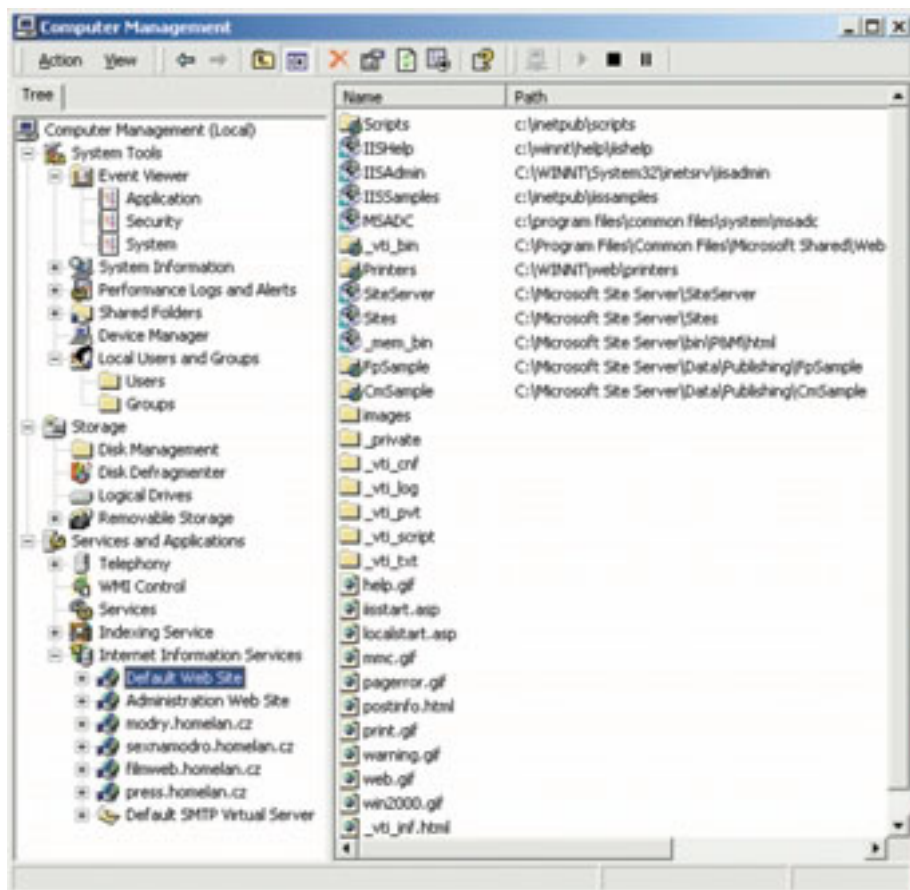 Computer Management
Action View
Tree
Computer Management (Local)
System Tools
Event Viewer
Application
Security
System
System Information
Performance Logs and Alerts
Shared Folders
Device Manager
Local Users and Groups
Users
Groups
Storage
Disk Management
Disk Defragmenter
Logical Drives
Removable Storage
Services and Applications
Telephony
WMI Control
Services
Indexing Service
Internet Information Services
Default Web Site
Administration Web Site
modry.homelan.cz
sexnamodro.homelan.cz
filmweb.homelan.cz
press.homelan.cz
Default SMTP Virtual Server
Name Path
Scripts c:\inetpub\scripts
IISHelp c:\winnt\help\iishelp
IISAdmin C:\WINNT\System32\inetsrv\iisadmin
IISSamples c:\inetpub\iissamples
MSADC c:\program files\common files\system\msadc
_vti_bin C:\Program Files\Common Files\Microsoft Shared\Web
Printers C:\WINNT\web\printers
SiteServer C:\Microsoft Site Server\SiteServer
Sites C:\Microsoft Site Server\Sites
_mem_bin C:\Microsoft Site Server\bin\P&M\html
FpSample C:\Microsoft Site Server\Data\Publishing\FpSample
CmSample C:\Microsoft Site Server\Data\Publishing\CmSample
images
_private
_vti_cnf
_vti_log
_vti_pvt
_vti_script
_vti_txt
help.gif
iisstart.asp
localstart.asp
mmc.gif
pagerror.gif
postinfo.html
print.gif
warning.gif
web.gif
win2000.gif
_vti_inf.html